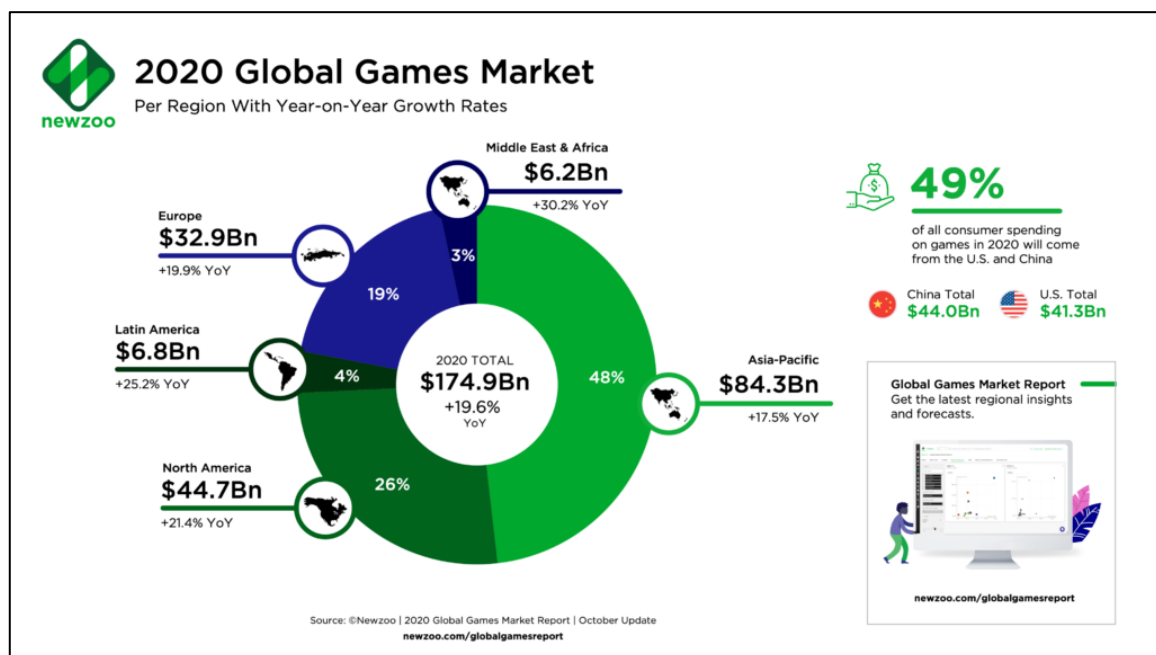 2020 Global Games Market
Per Region With Year-on-Year Growth Rates
newzoo
Middle East & Africa
$6.2Bn
+30.2% YoY
3%
Europe
$32.9Bn
+19.9% YoY
19%
Latin America
$6.8Bn
+25.2% YoY
4%
North America
$44.7Bn
+21.4% YoY
26%
2020 TOTAL
$174.9Bn
+19.6%
YoY
48%
Asia-Pacific
$84.3Bn
+17.5% YoY
49%
of all consumer spending
on games in 2020 will come
from the U.S. and China
China Total
$44.0Bn
U.S. Total
$41.3Bn
Global Games Market Report
Get the latest regional insights
and forecasts.
newzoo.com/globalgamesreport
Source: ©Newzoo | 2020 Global Games Market Report | October Update
newzoo.com/globalgamesreport